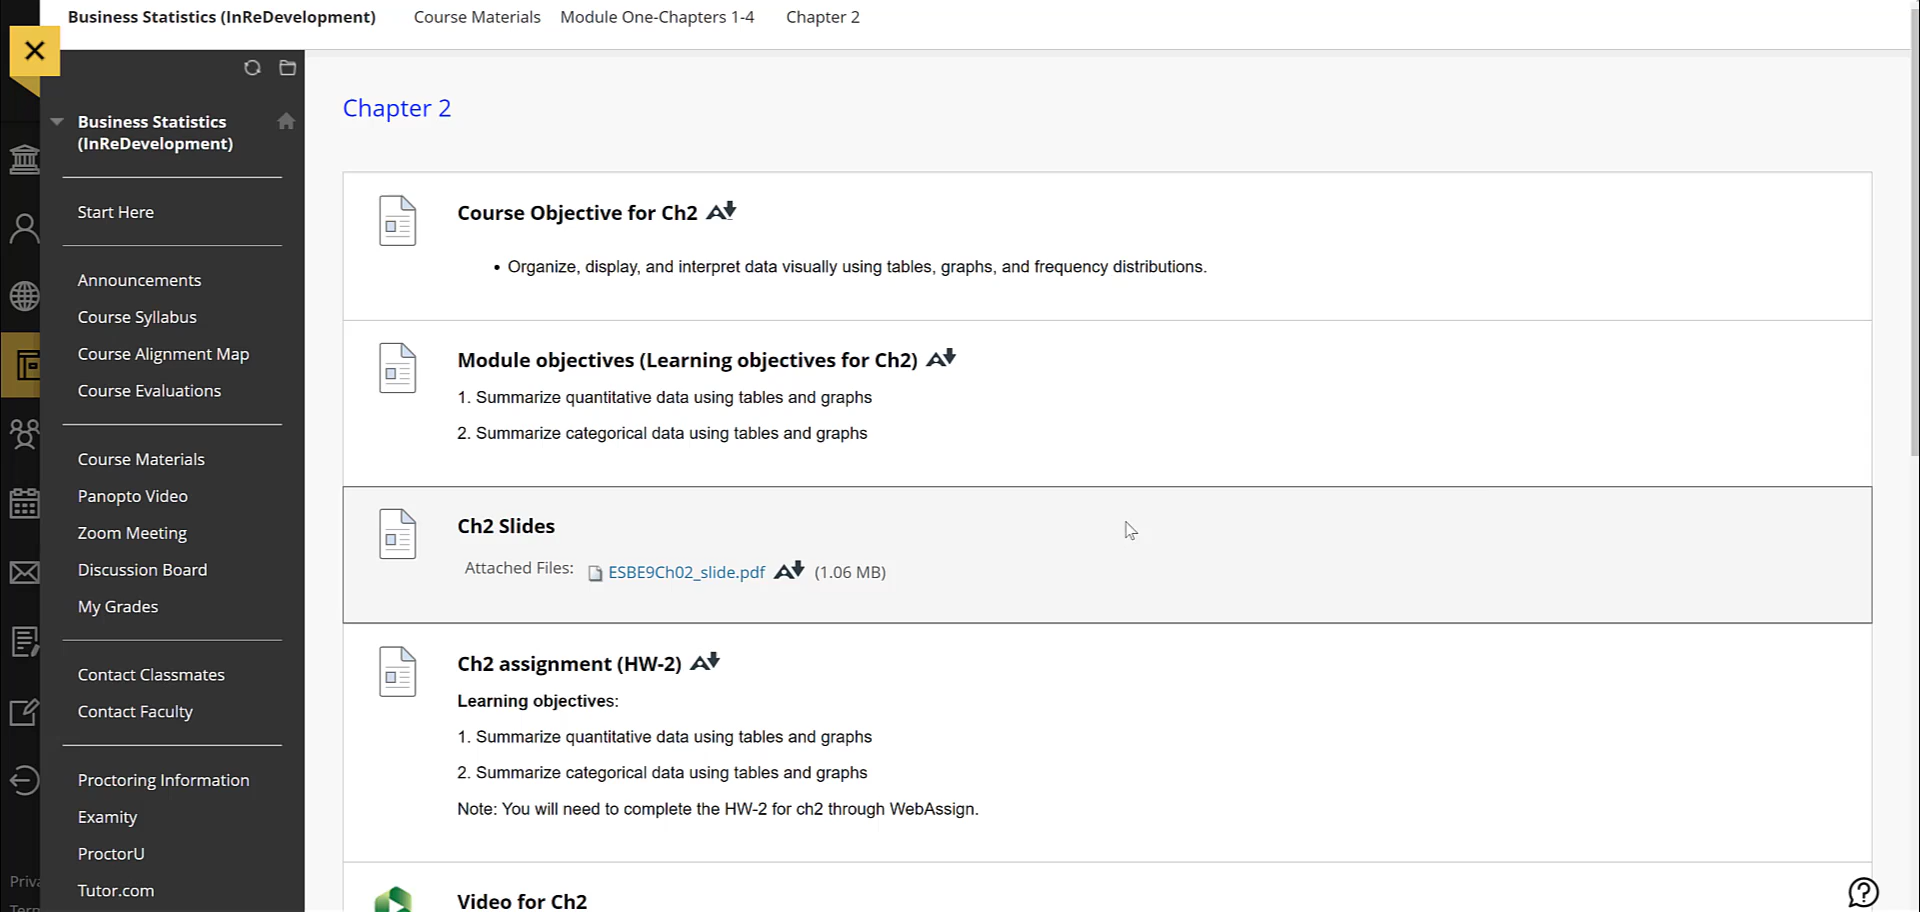 Business Statistics (InReDevelopment) Course Materials Module One-Chapters 1-4 Chapter 2
Business Statistics
(InReDevelopment)
Start Here
Announcements
Course Syllabus
Course Alignment Map
Course Evaluations
Course Materials
Panopto Video
Zoom Meeting
Discussion Board
My Grades
Contact Classmates
Contact Faculty
Proctoring Information
Examity
ProctorU
Tutor.com
Chapter 2
Course Objective for Ch2
• Organize, display, and interpret data visually using tables, graphs, and frequency distributions.
Module objectives (Learning objectives for Ch2)
1. Summarize quantitative data using tables and graphs
2. Summarize categorical data using tables and graphs
Ch2 Slides
Attached Files: ESBE9Ch02_slide.pdf (1.06 MB)
Ch2 assignment (HW-2)
Learning objectives:
1. Summarize quantitative data using tables and graphs
2. Summarize categorical data using tables and graphs
Note: You will need to complete the HW-2 for ch2 through WebAssign.
Video for Ch2